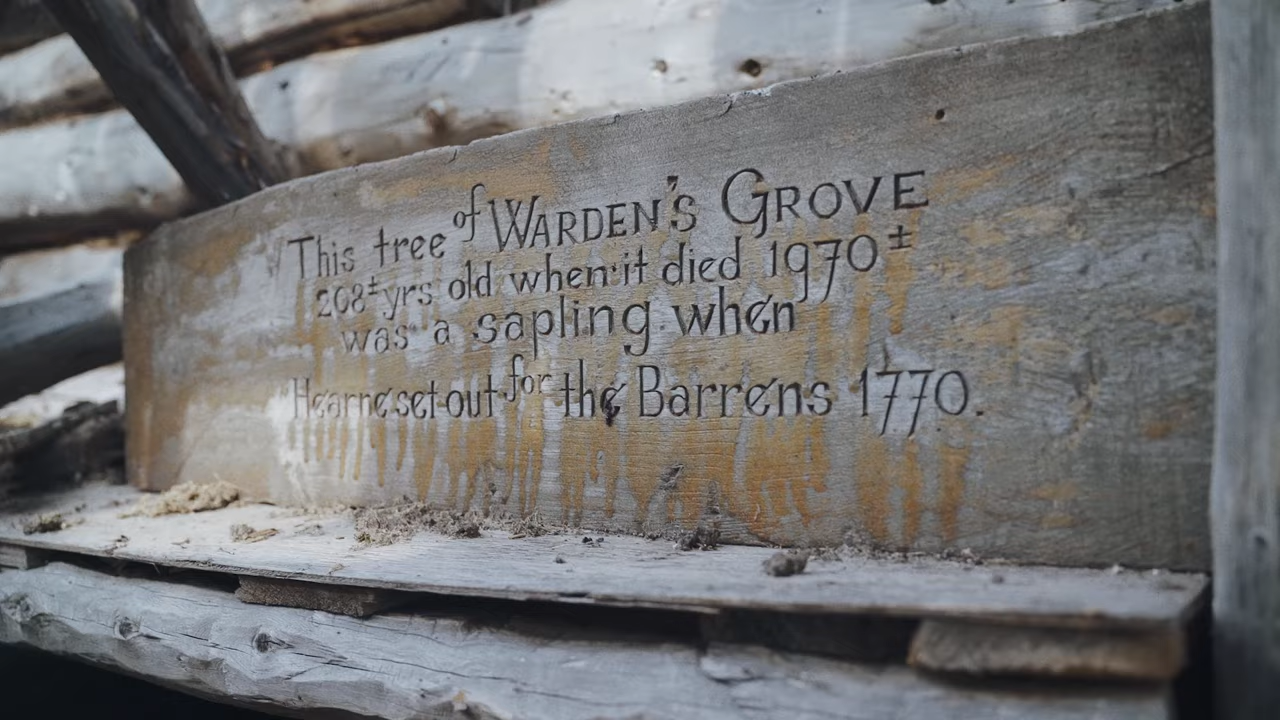 This tree of WARDEN'S GROVE
208± yrs old when it died 1970±
was a sapling when
Hearne set out for the Barrens 1770.